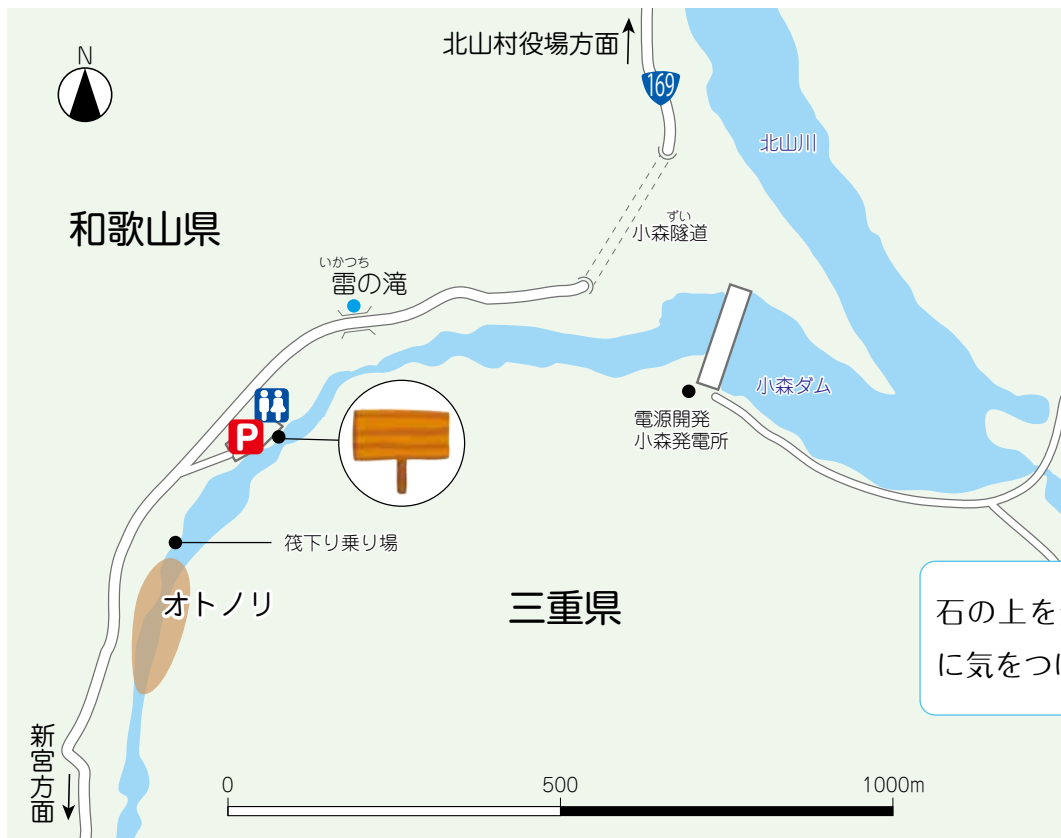 北山村役場方面
N
169
北山川
和歌山県
ずい
小森隧道
いかつち
雷の滝
小森ダム
電源開発
小森発電所
P
筏下り乗り場
オトノリ
三重県
石の上を
に気をつけ
新宮方面
0 500 1000m